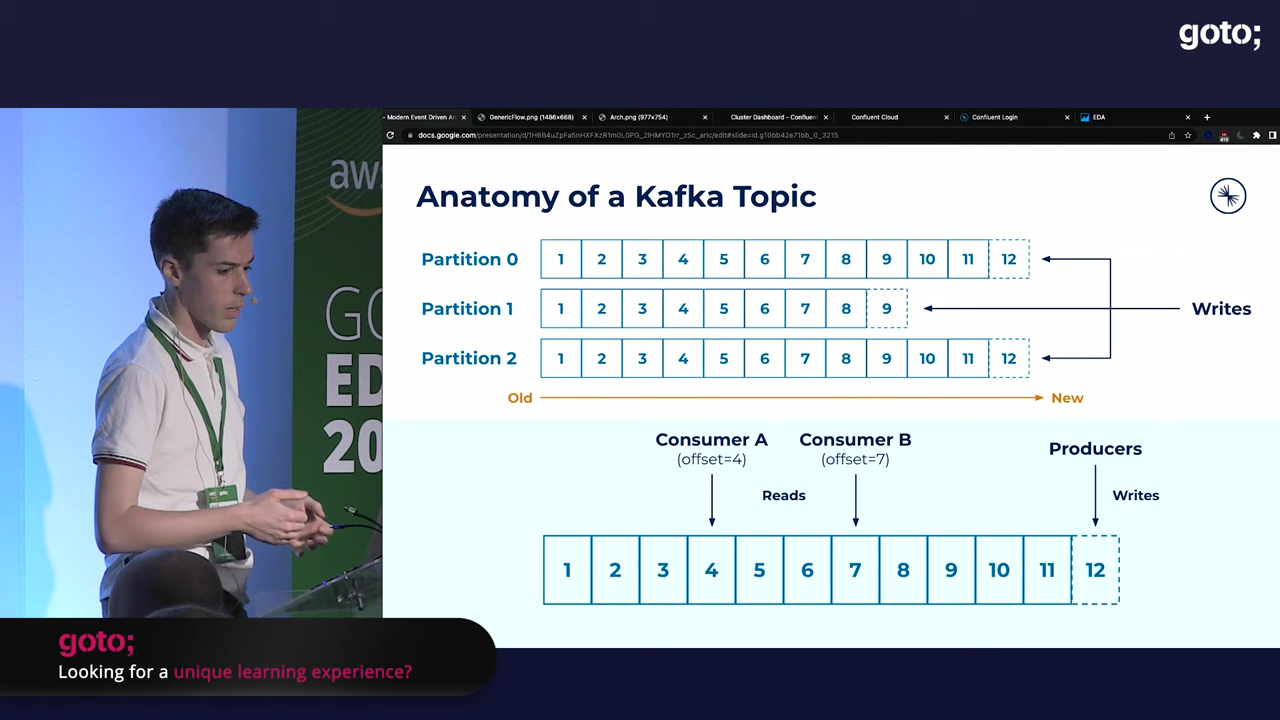 goto;
- Modern Event Driven Ar
GenericFlow.png (1486×668)
Arch.png (977×754)
Cluster Dashboard - Confluent
Confluent Cloud
Confluent Login
EDA
Anatomy of a Kafka Topic
Partition 0 1 2 3 4 5 6 7 8 9 10 11 12
Partition 1 1 2 3 4 5 6 7 8 9
Writes
Partition 2 1 2 3 4 5 6 7 8 9 10 11 12
Old New
Consumer A
(offset=4)
Consumer B
(offset=7)
Producers
Reads
Writes
1 2 3 4 5 6 7 8 9 10 11 12
aws
GO
ED
20
goto;
Looking for a unique learning experience?